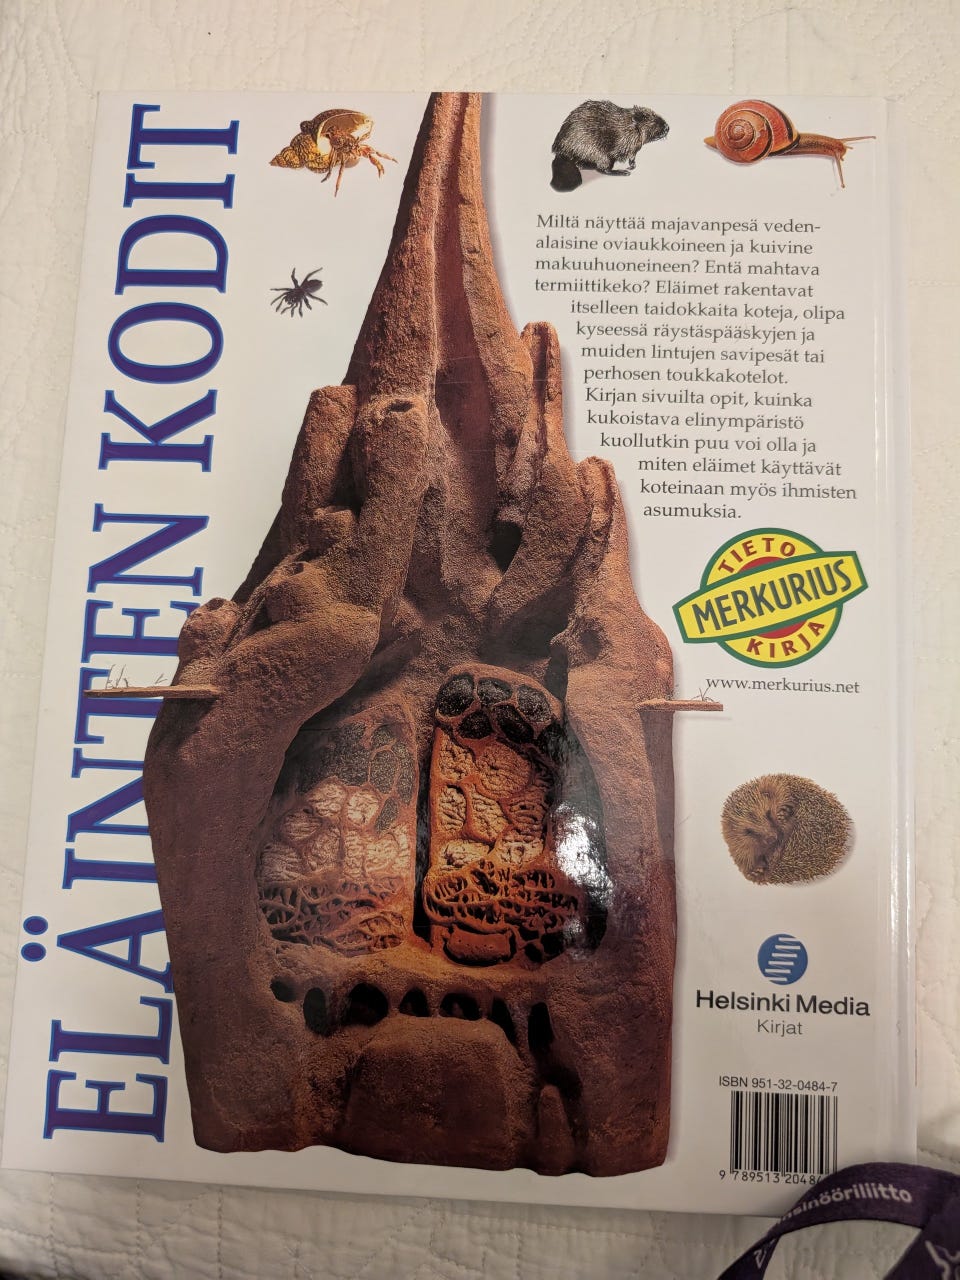 ELÄINTEN KODIT
Miltä näyttää majavanpesä veden-
alaisine oviaukkoineen ja kuivine
makuuhuoneineen? Entä mahtava
termiittikeko? Eläimet rakentavat
itselleen taidokkaita koteja, olipa
kyseessä räystäspääskyjen ja
muiden lintujen savipesät tai
perhosen toukkakotelot.
Kirjan sivuilta opit, kuinka
kukoistava elinympäristö
kuollutkin puu voi olla ja
miten eläimet käyttävät
koteinaan myös ihmisten
asumuksia.
TIETO
MERKURIUS
KIRJA
www.merkurius.net
Helsinki Media
Kirjat
ISBN 951-32-0484-7
9 789513 20484